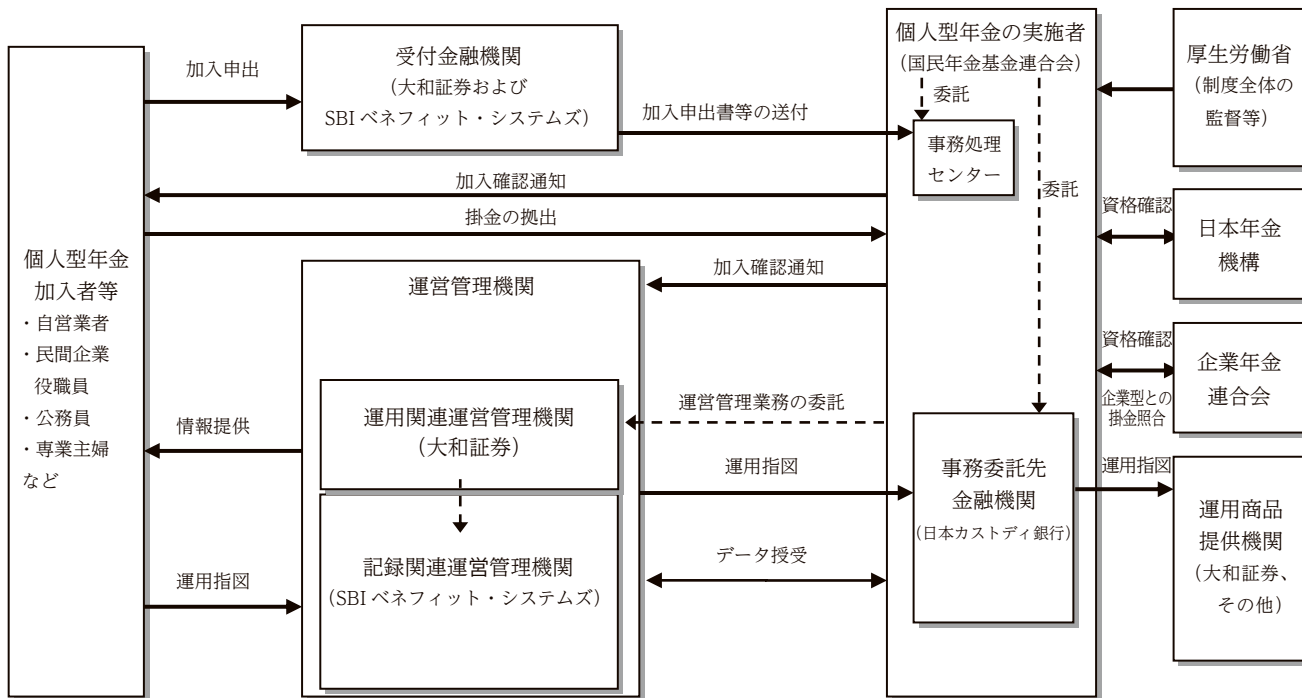 個人型年金
加入者等
・自営業者
・民間企業
役職員
・公務員
・専業主婦
など
加入申出
受付金融機関
（大和証券および
SBI ベネフィット・システムズ）
加入申出書等の送付
加入確認通知
掛金の拠出
加入確認通知
運営管理機関
運用関連運営管理機関
（大和証券）
運営管理業務の委託
情報提供
運用指図
記録関連運営管理機関
（SBI ベネフィット・システムズ）
データ授受
運用指図
個人型年金の実施者
（国民年金基金連合会）
委託
事務処理
センター
委託
事務委託先
金融機関
（日本カストディ銀行）
厚生労働省
（制度全体の
監督等）
資格確認
日本年金
機構
資格確認
企業型との
掛金照合
企業年金
連合会
運用指図
運用商品
提供機関
（大和証券、
その他）